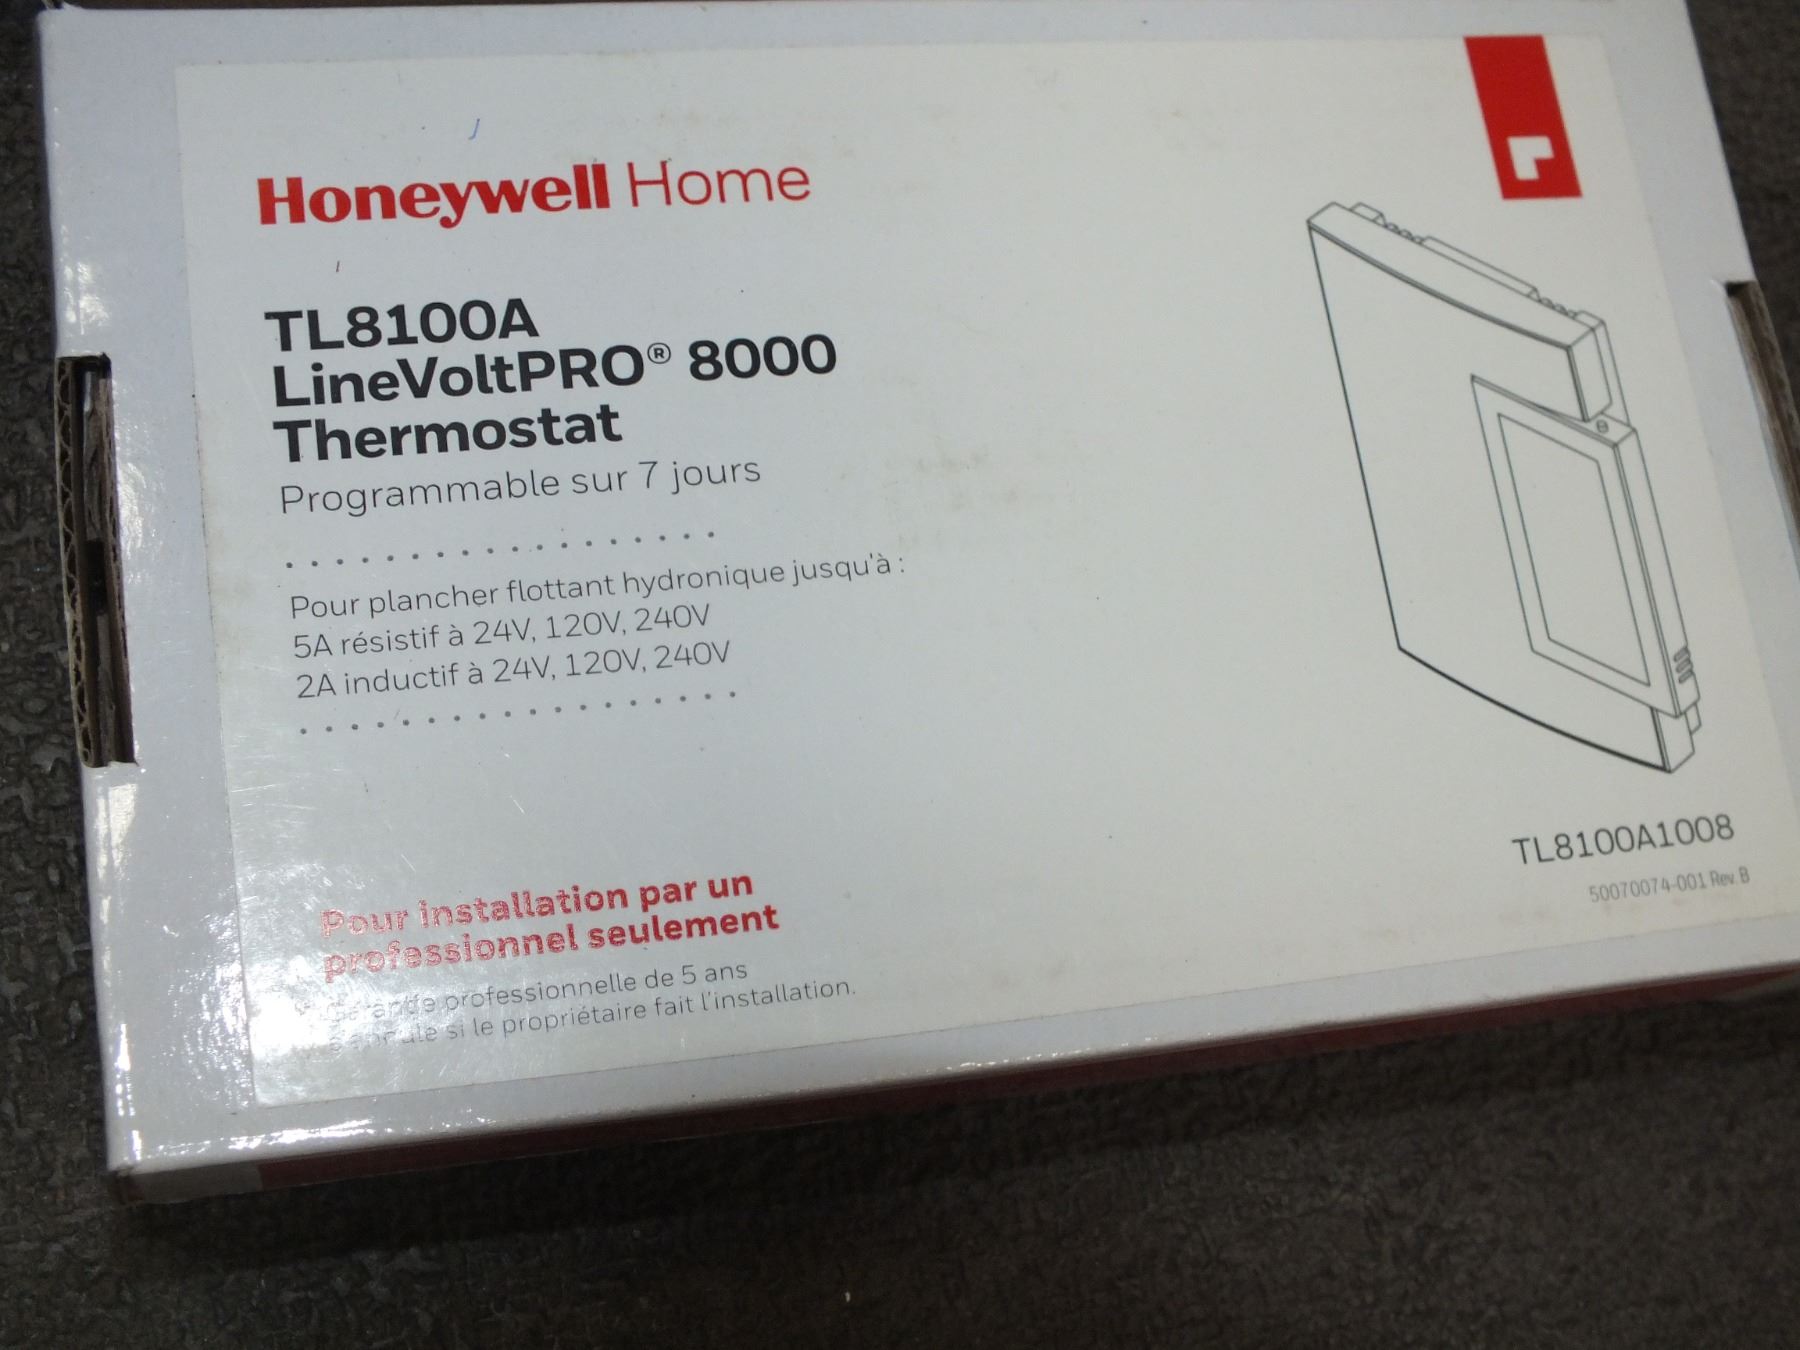 Honeywell Home
TL8100A
LineVoltPRO® 8000
Thermostat
Programmable sur 7 jours
Pour plancher flottant hydronique jusqu'à :
5A résistif à 24V, 120V, 240V
2A inductif à 24V, 120V, 240V
Pour installation par un
professionnel seulement
Garantie professionnelle de 5 ans
annule si le propriétaire fait l'installation.
TL8100A1008
50070074-001 Rev. B